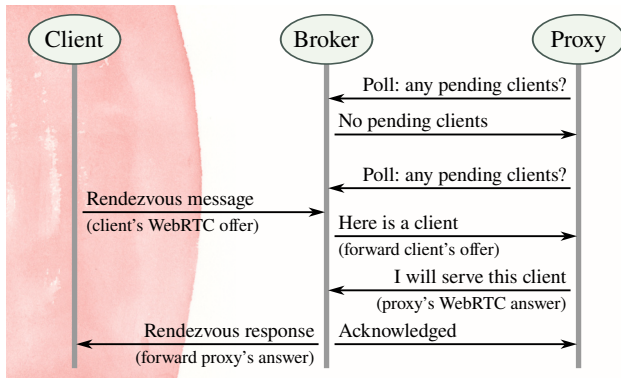 Client
Broker
Proxy
Poll: any pending clients?
No pending clients
Poll: any pending clients?
Rendezvous message
(client's WebRTC offer)
Here is a client
(forward client's offer)
I will serve this client
(proxy's WebRTC answer)
Rendezvous response
(forward proxy's answer)
Acknowledged